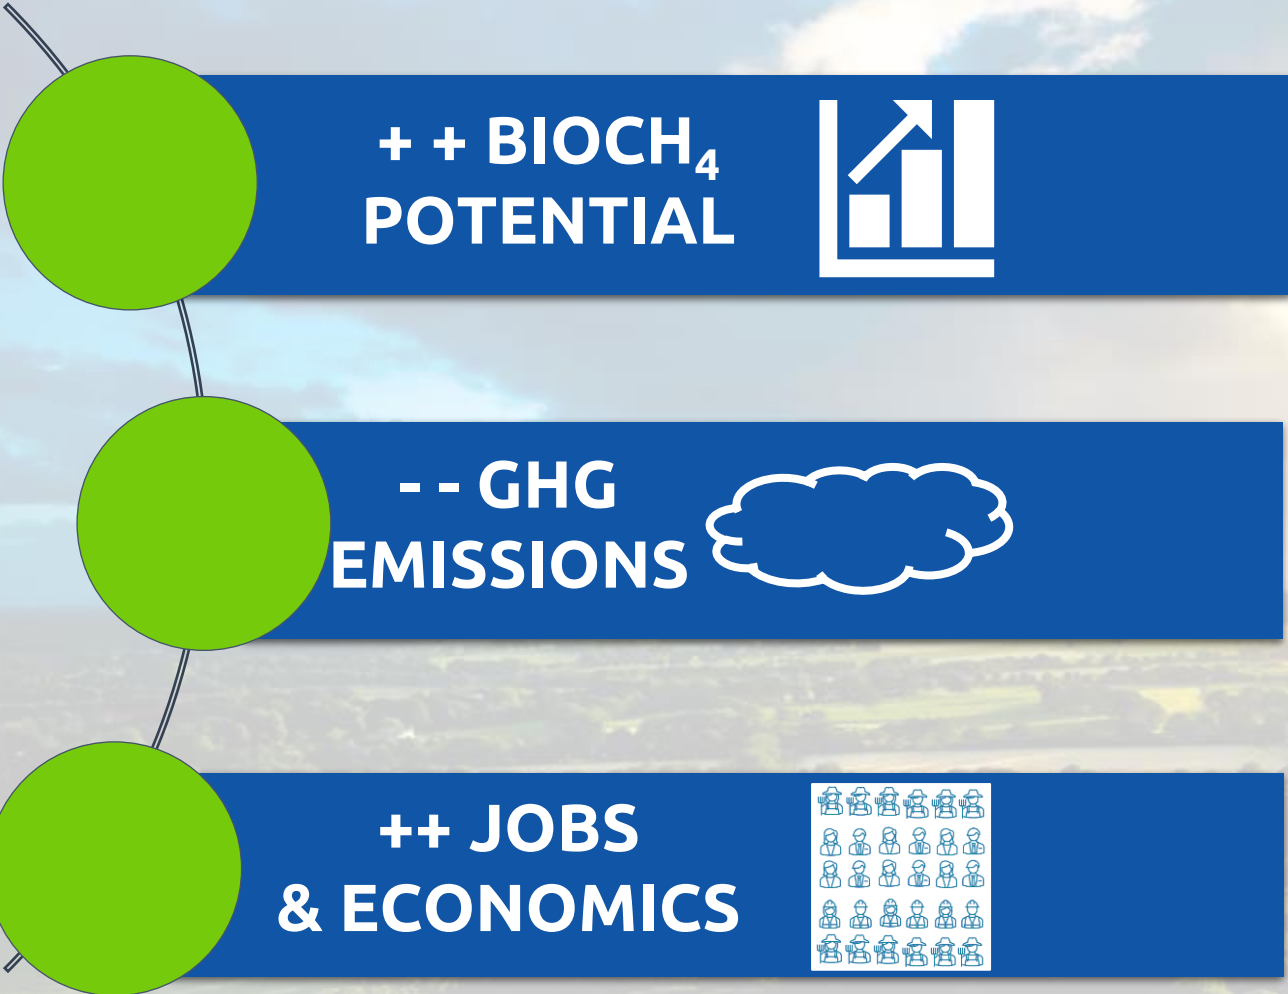 + + BIOCH₄
POTENTIAL
- - GHG
EMISSIONS
++ JOBS
& ECONOMICS